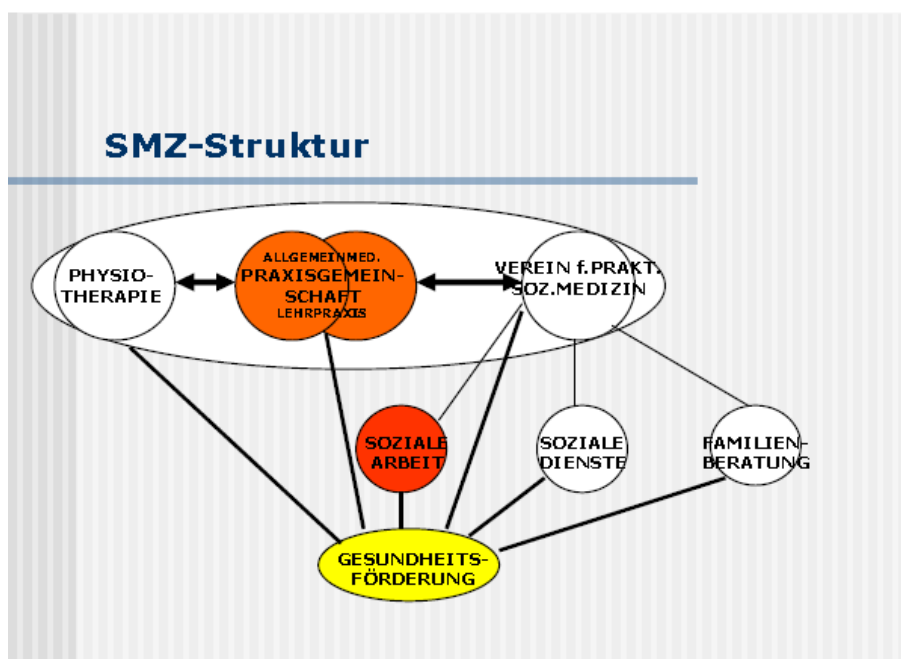 SMZ-Struktur
PHYSIO-
THERAPIE
ALLGEMEINMED.
PRAXISGEMEIN-
SCHAFT
LEHRPRAXIS
VEREIN f.PRAKT.
SOZ.MEDIZIN
SOZIALE
ARBEIT
SOZIALE
DIENSTE
FAMILIEN-
BERATUNG
GESUNDHEITS-
FÖRDERUNG